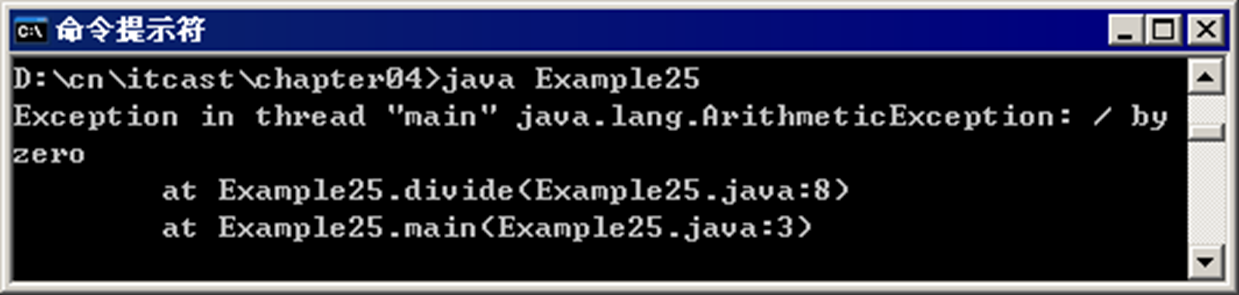 命令提示符
D:\cn\itcast\chapter04>java Example25
Exception in thread "main" java.lang.ArithmeticException: / by
zero
        at Example25.divide(Example25.java:8)
        at Example25.main(Example25.java:3)